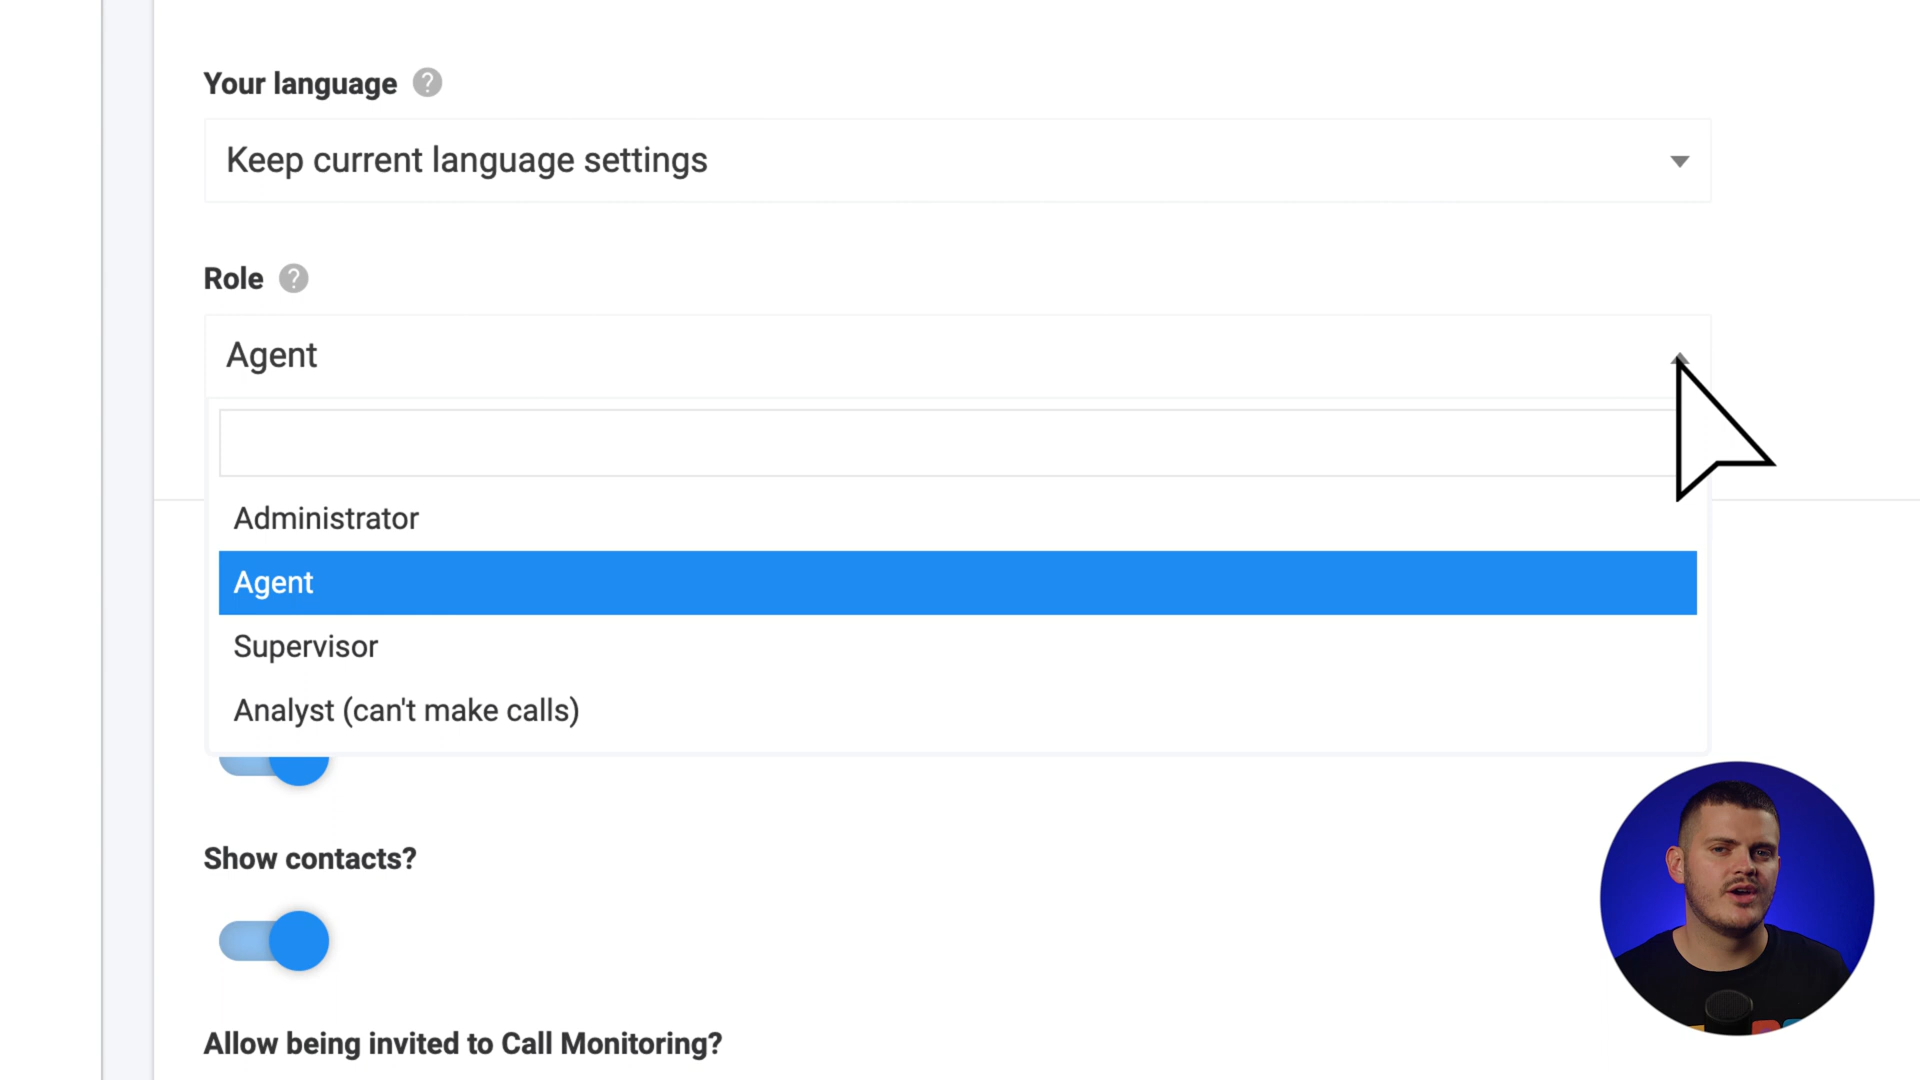 Your language ?
Keep current language settings
Role ?
Agent
Administrator
Agent
Supervisor
Analyst (can't make calls)
Show contacts?
Allow being invited to Call Monitoring?